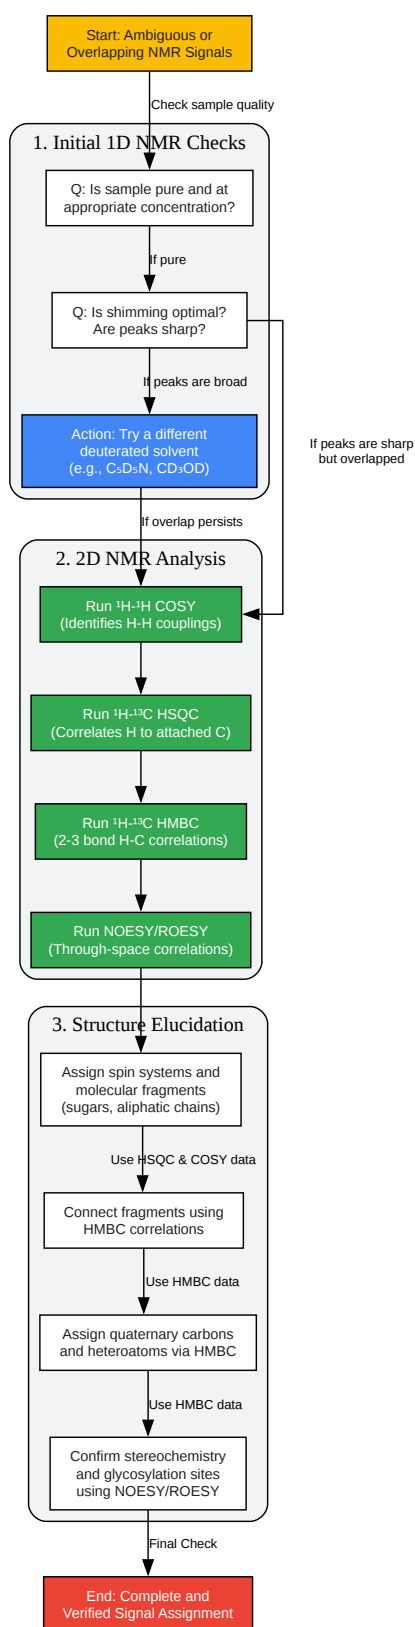 Start: Ambiguous or
Overlapping NMR Signals
Check sample quality
1. Initial 1D NMR Checks
Q: Is sample pure and at
appropriate concentration?
If pure
Q: Is shimming optimal?
Are peaks sharp?
If peaks are broad
Action: Try a different
deuterated solvent
(e.g., C₅D₅N, CD₃OD)
If peaks are sharp
but overlapped
If overlap persists
2. 2D NMR Analysis
Run ¹H-¹H COSY
(Identifies H-H couplings)
Run ¹H-¹³C HSQC
(Correlates H to attached C)
Run ¹H-¹³C HMBC
(2-3 bond H-C correlations)
Run NOESY/ROESY
(Through-space correlations)
3. Structure Elucidation
Assign spin systems and
molecular fragments
(sugars, aliphatic chains)
Use HSQC & COSY data
Connect fragments using
HMBC correlations
Use HMBC data
Assign quaternary carbons
and heteroatoms via HMBC
Use HMBC data
Confirm stereochemistry
and glycosylation sites
using NOESY/ROESY
Final Check
End: Complete and
Verified Signal Assignment